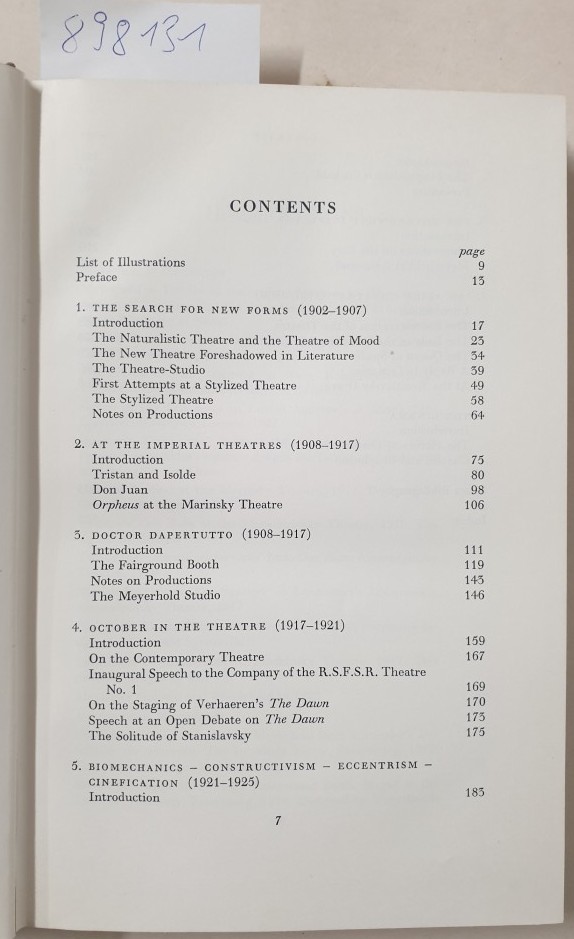 898131
CONTENTS
page
List of Illustrations 9
Preface 13
1. THE SEARCH FOR NEW FORMS (1902–1907)
Introduction 17
The Naturalistic Theatre and the Theatre of Mood 23
The New Theatre Foreshadowed in Literature 34
The Theatre-Studio 39
First Attempts at a Stylized Theatre 49
The Stylized Theatre 58
Notes on Productions 64
2. AT THE IMPERIAL THEATRES (1908–1917)
Introduction 75
Tristan and Isolde 80
Don Juan 98
Orpheus at the Marinsky Theatre 106
3. DOCTOR DAPERTUTTO (1908–1917)
Introduction 111
The Fairground Booth 119
Notes on Productions 143
The Meyerhold Studio 146
4. OCTOBER IN THE THEATRE (1917–1921)
Introduction 159
On the Contemporary Theatre 167
Inaugural Speech to the Company of the R.S.F.S.R. Theatre
No. 1 169
On the Staging of Verhaeren's The Dawn 170
Speech at an Open Debate on The Dawn 173
The Solitude of Stanislavsky 175
5. BIOMECHANICS – CONSTRUCTIVISM – ECCENTRISM –
CINEFICATION (1921–1925)
Introduction 183
7